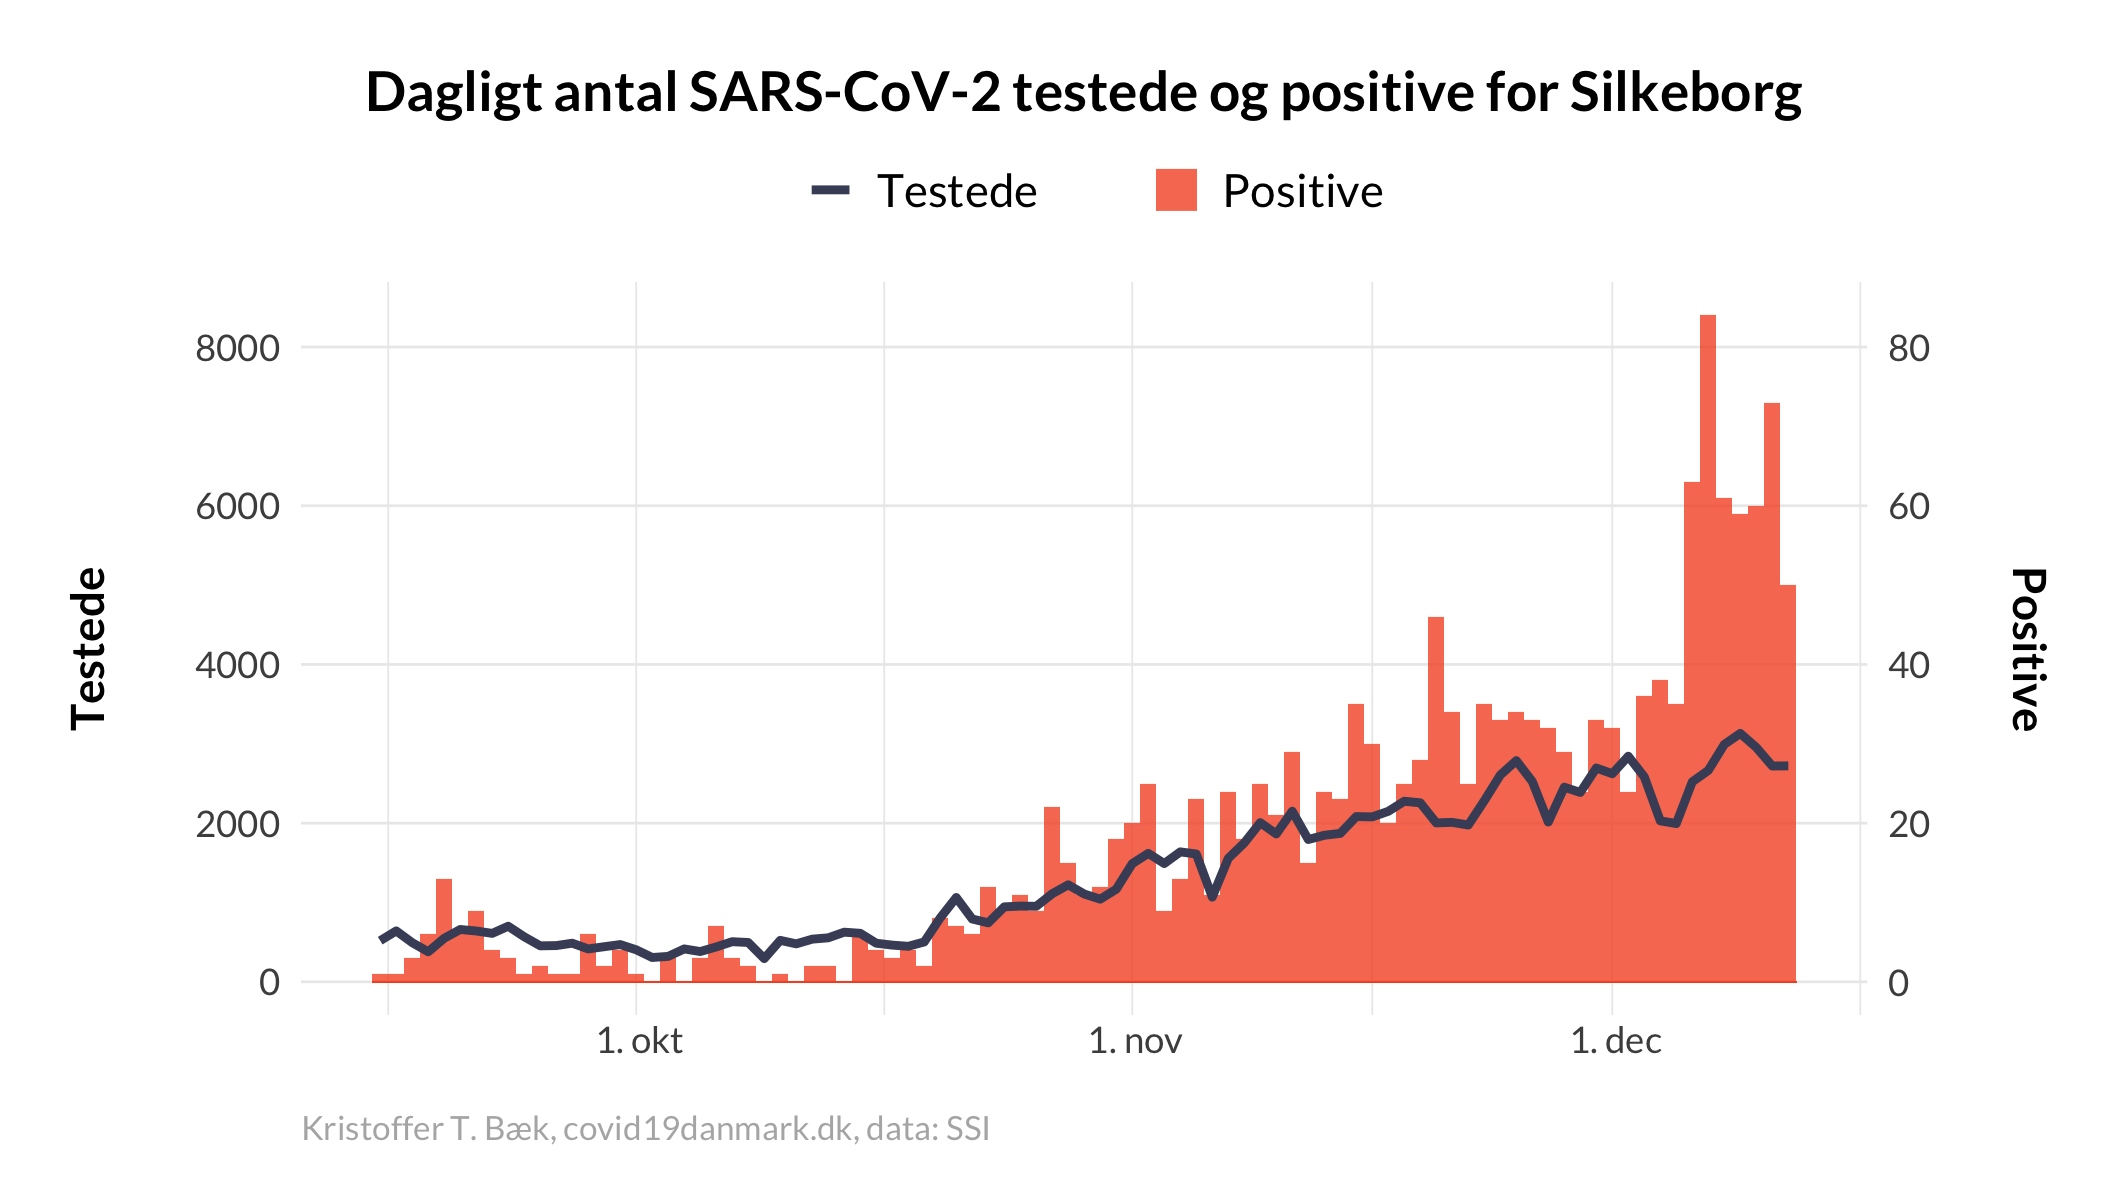 Dagligt antal SARS-CoV-2 testede og positive for Silkeborg
Testede
Positive
8000
6000
4000
2000
0
80
60
40
20
0
Testede
Positive
1. okt
1. nov
1. dec
Kristoffer T. Bæk, covid19danmark.dk, data: SSI